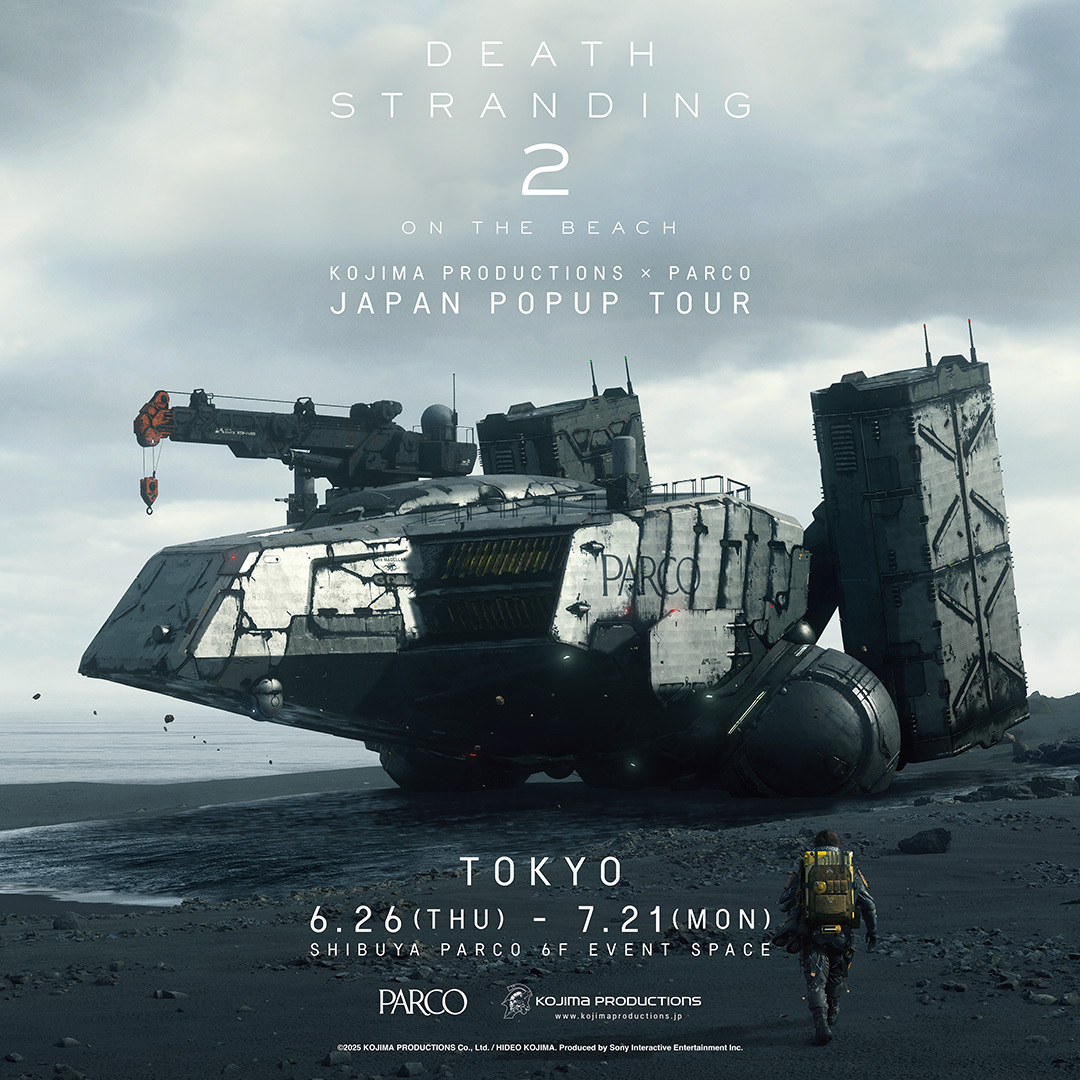 DEATH
STRANDING
2
ON THE BEACH
KOJIMA PRODUCTIONS × PARCO
JAPAN POPUP TOUR
PARCO
TOKYO
6.26(THU) - 7.21(MON)
SHIBUYA PARCO 6F EVENT SPACE
PARCO
KOJIMA PRODUCTIONS
www.kojimaproductions.jp
©2025 KOJIMA PRODUCTIONS Co., Ltd. / HIDEO KOJIMA. Produced by Sony Interactive Entertainment Inc.